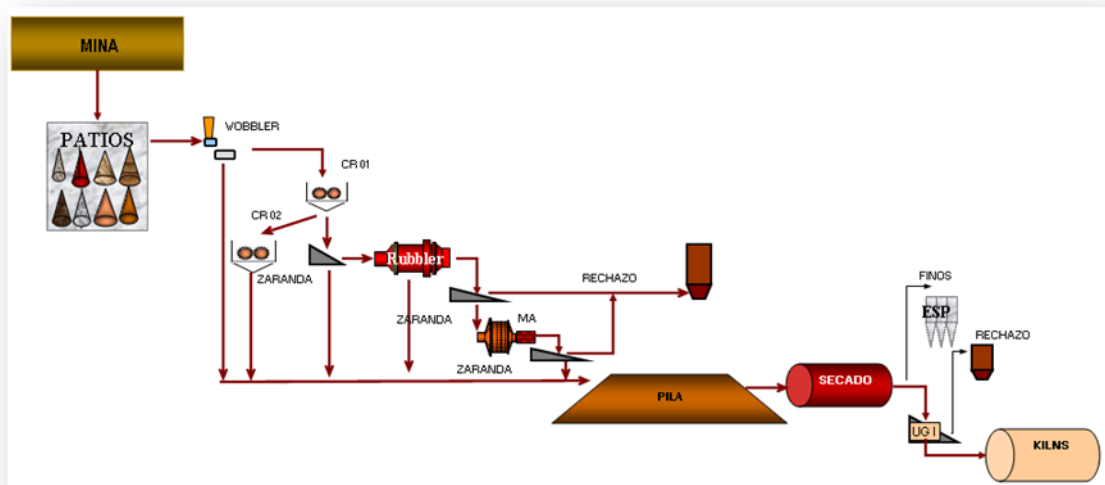 MINA
PATIOS
WOBBLER
CR 01
CR 02
ZARANDA
Rubbler
RECHAZO
ZARANDA
MA
ZARANDA
PILA
SECADO
FINOS
ESP
RECHAZO
UG I
KILNS